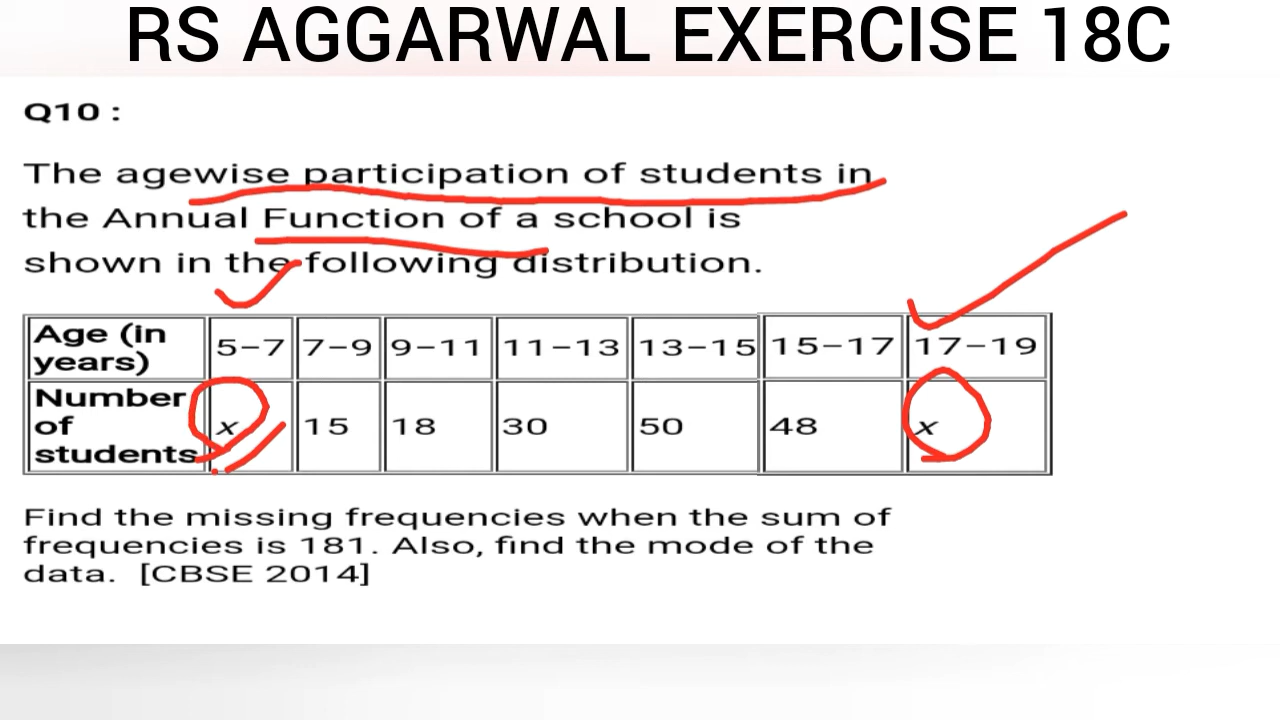 RS AGGARWAL EXERCISE 18C
Q10 :
The agewise participation of students in
the Annual Function of a school is
shown in the following distribution.
Age (in years) 5–7 7–9 9–11 11–13 13–15 15–17 17–19
Number of students x 15 18 30 50 48 x
Find the missing frequencies when the sum of
frequencies is 181. Also, find the mode of the
data. [CBSE 2014]